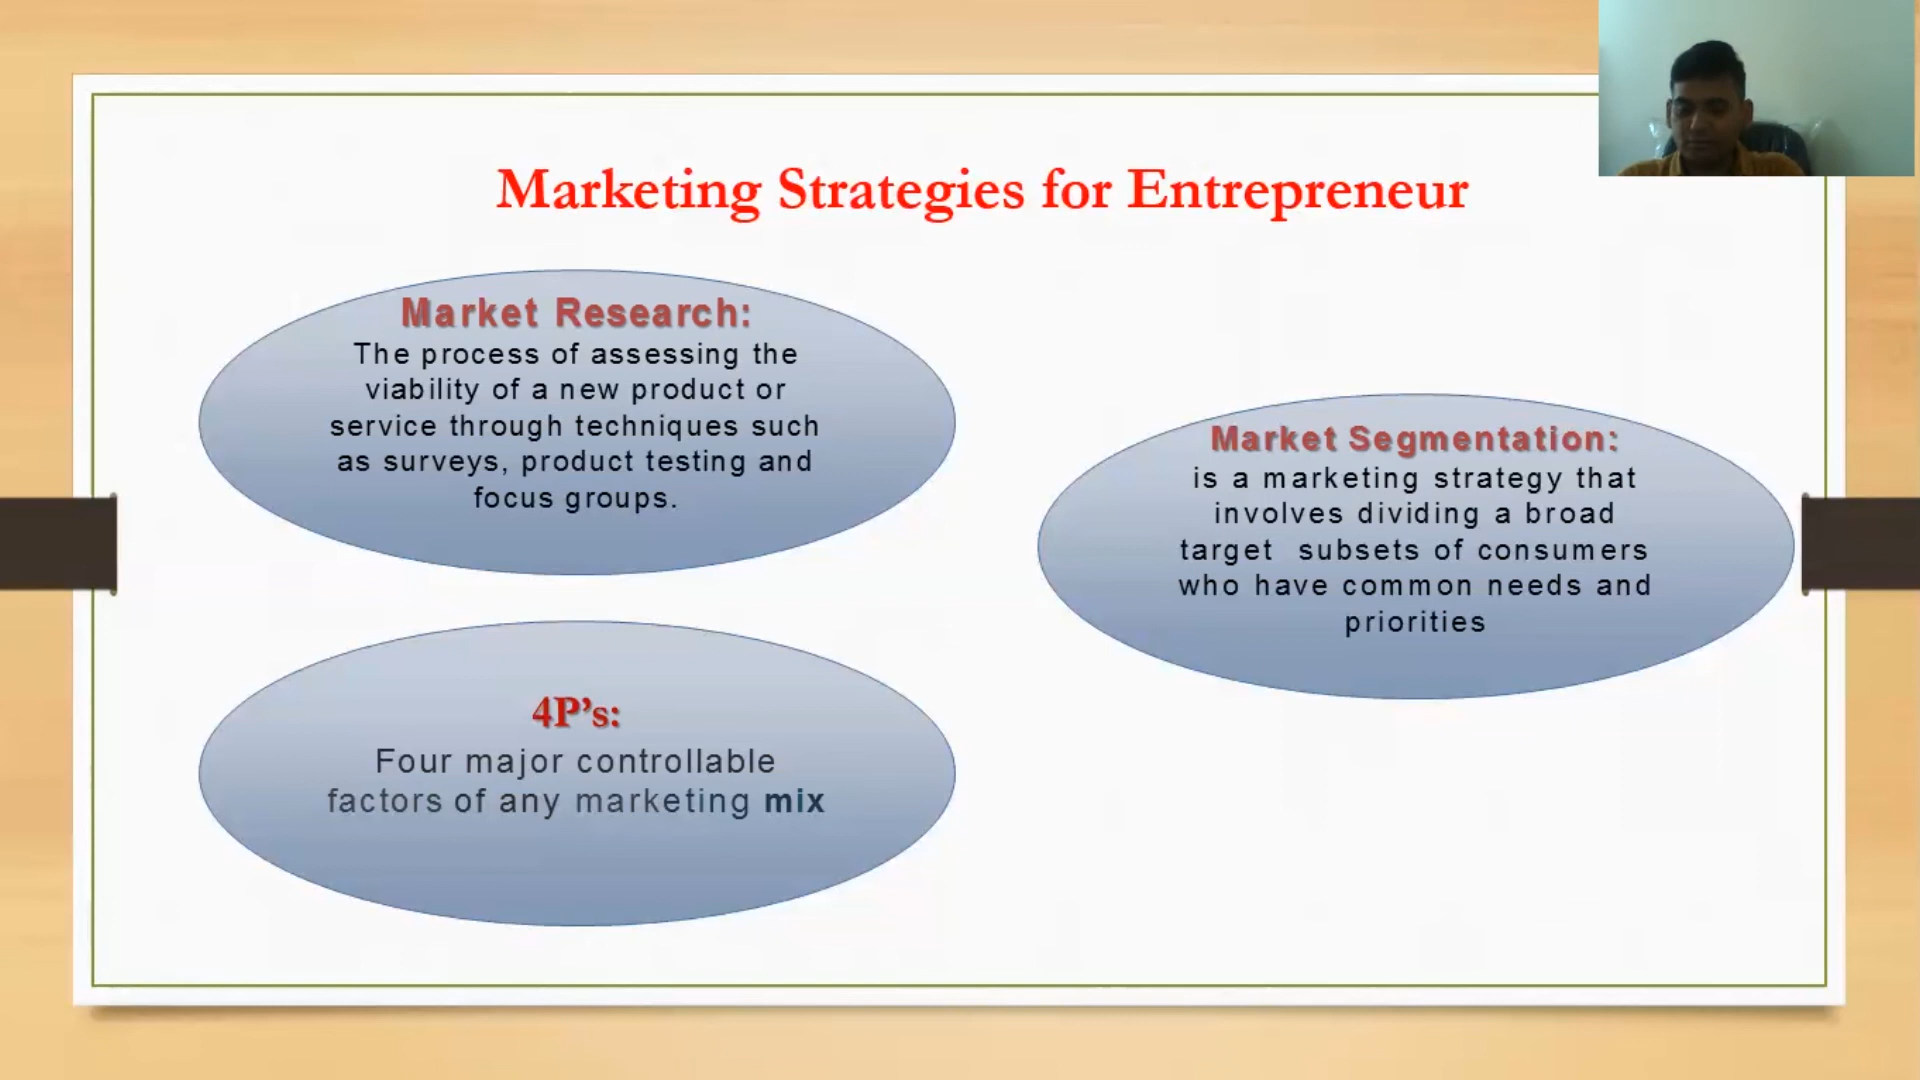 Marketing Strategies for Entrepreneur
Market Research:
The process of assessing the
viability of a new product or
service through techniques such
as surveys, product testing and
focus groups.
Market Segmentation:
is a marketing strategy that
involves dividing a broad
target subsets of consumers
who have common needs and
priorities
4P’s:
Four major controllable
factors of any marketing mix